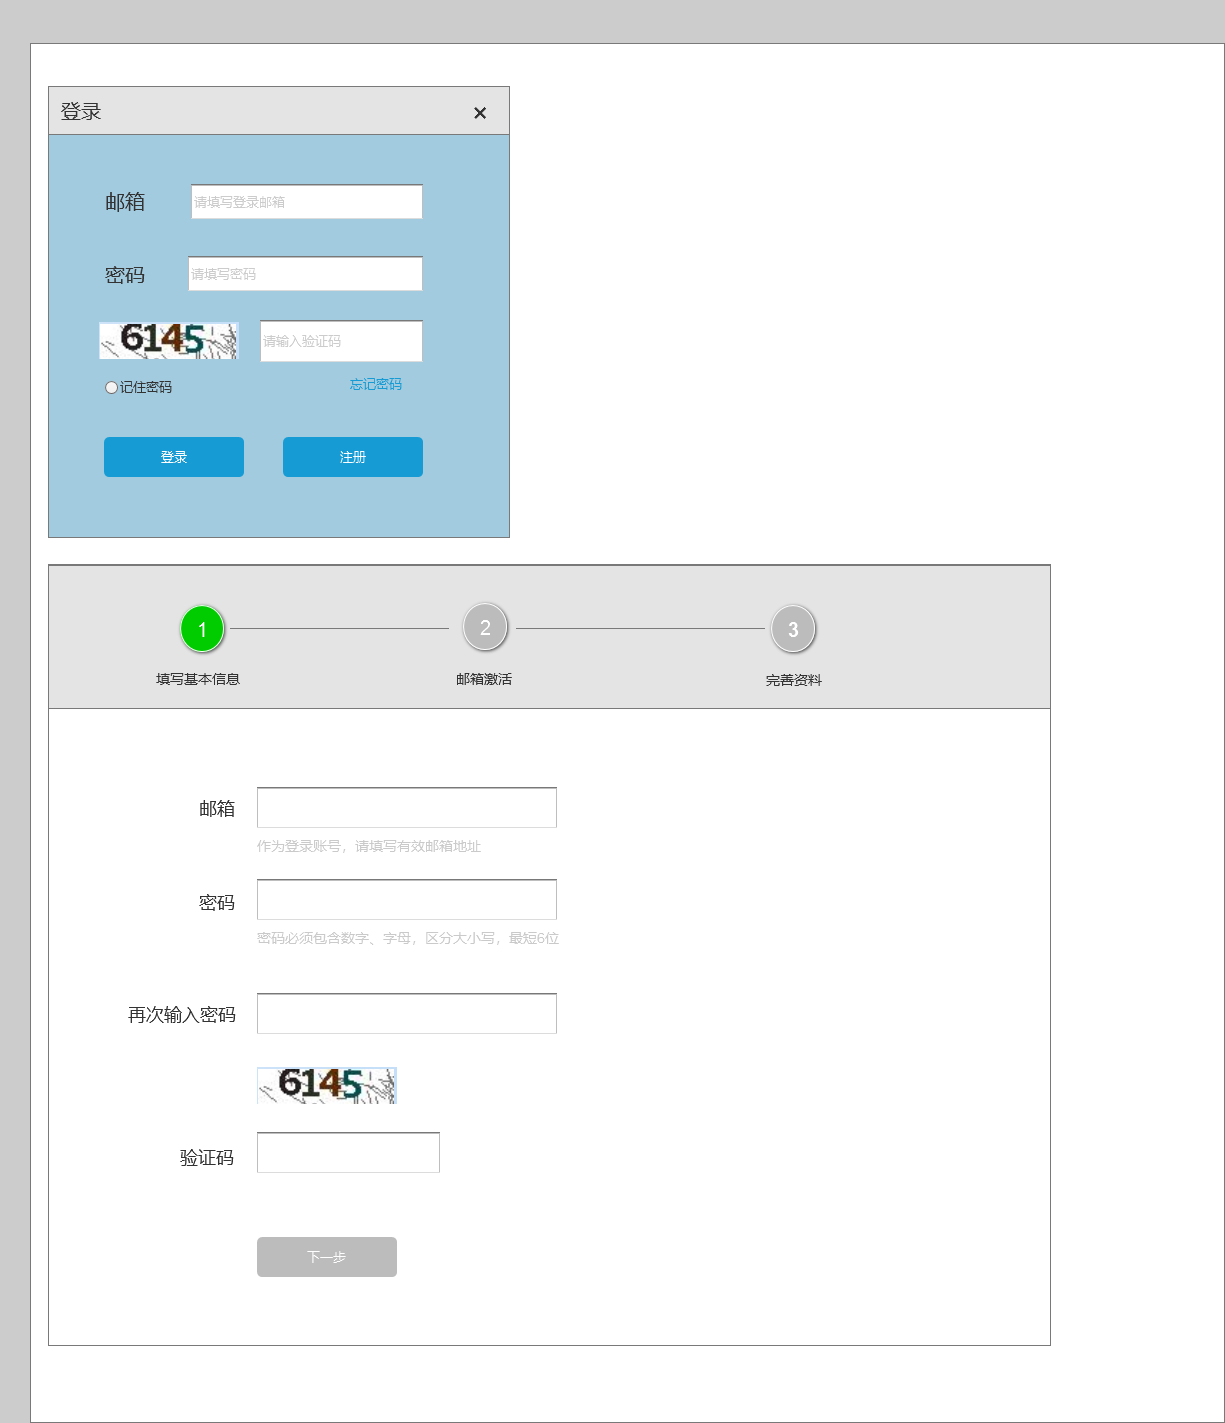 登录 ×
邮箱 请填写登录邮箱
密码 请填写密码
6145 请输入验证码
记住密码 忘记密码
登录 注册
1 2 3
填写基本信息 邮箱激活 完善资料
邮箱
作为登录账号，请填写有效邮箱地址
密码
密码必须包含数字、字母，区分大小写，最短6位
再次输入密码
6145
验证码
下一步